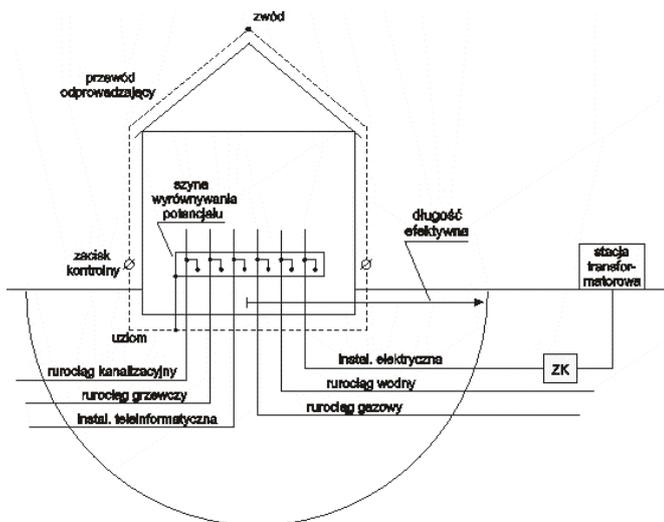 zwód
przewód
odprowadzający
szyna
wyrównywania
potencjału
długość
efektywna
zacisk
kontrolny
stacja
transfor-
matorowa
uziom
instal. elektryczna
ZK
rurociąg kanalizacyjny
rurociąg wodny
rurociąg grzewczy
rurociąg gazowy
instal. teleinformatyczna